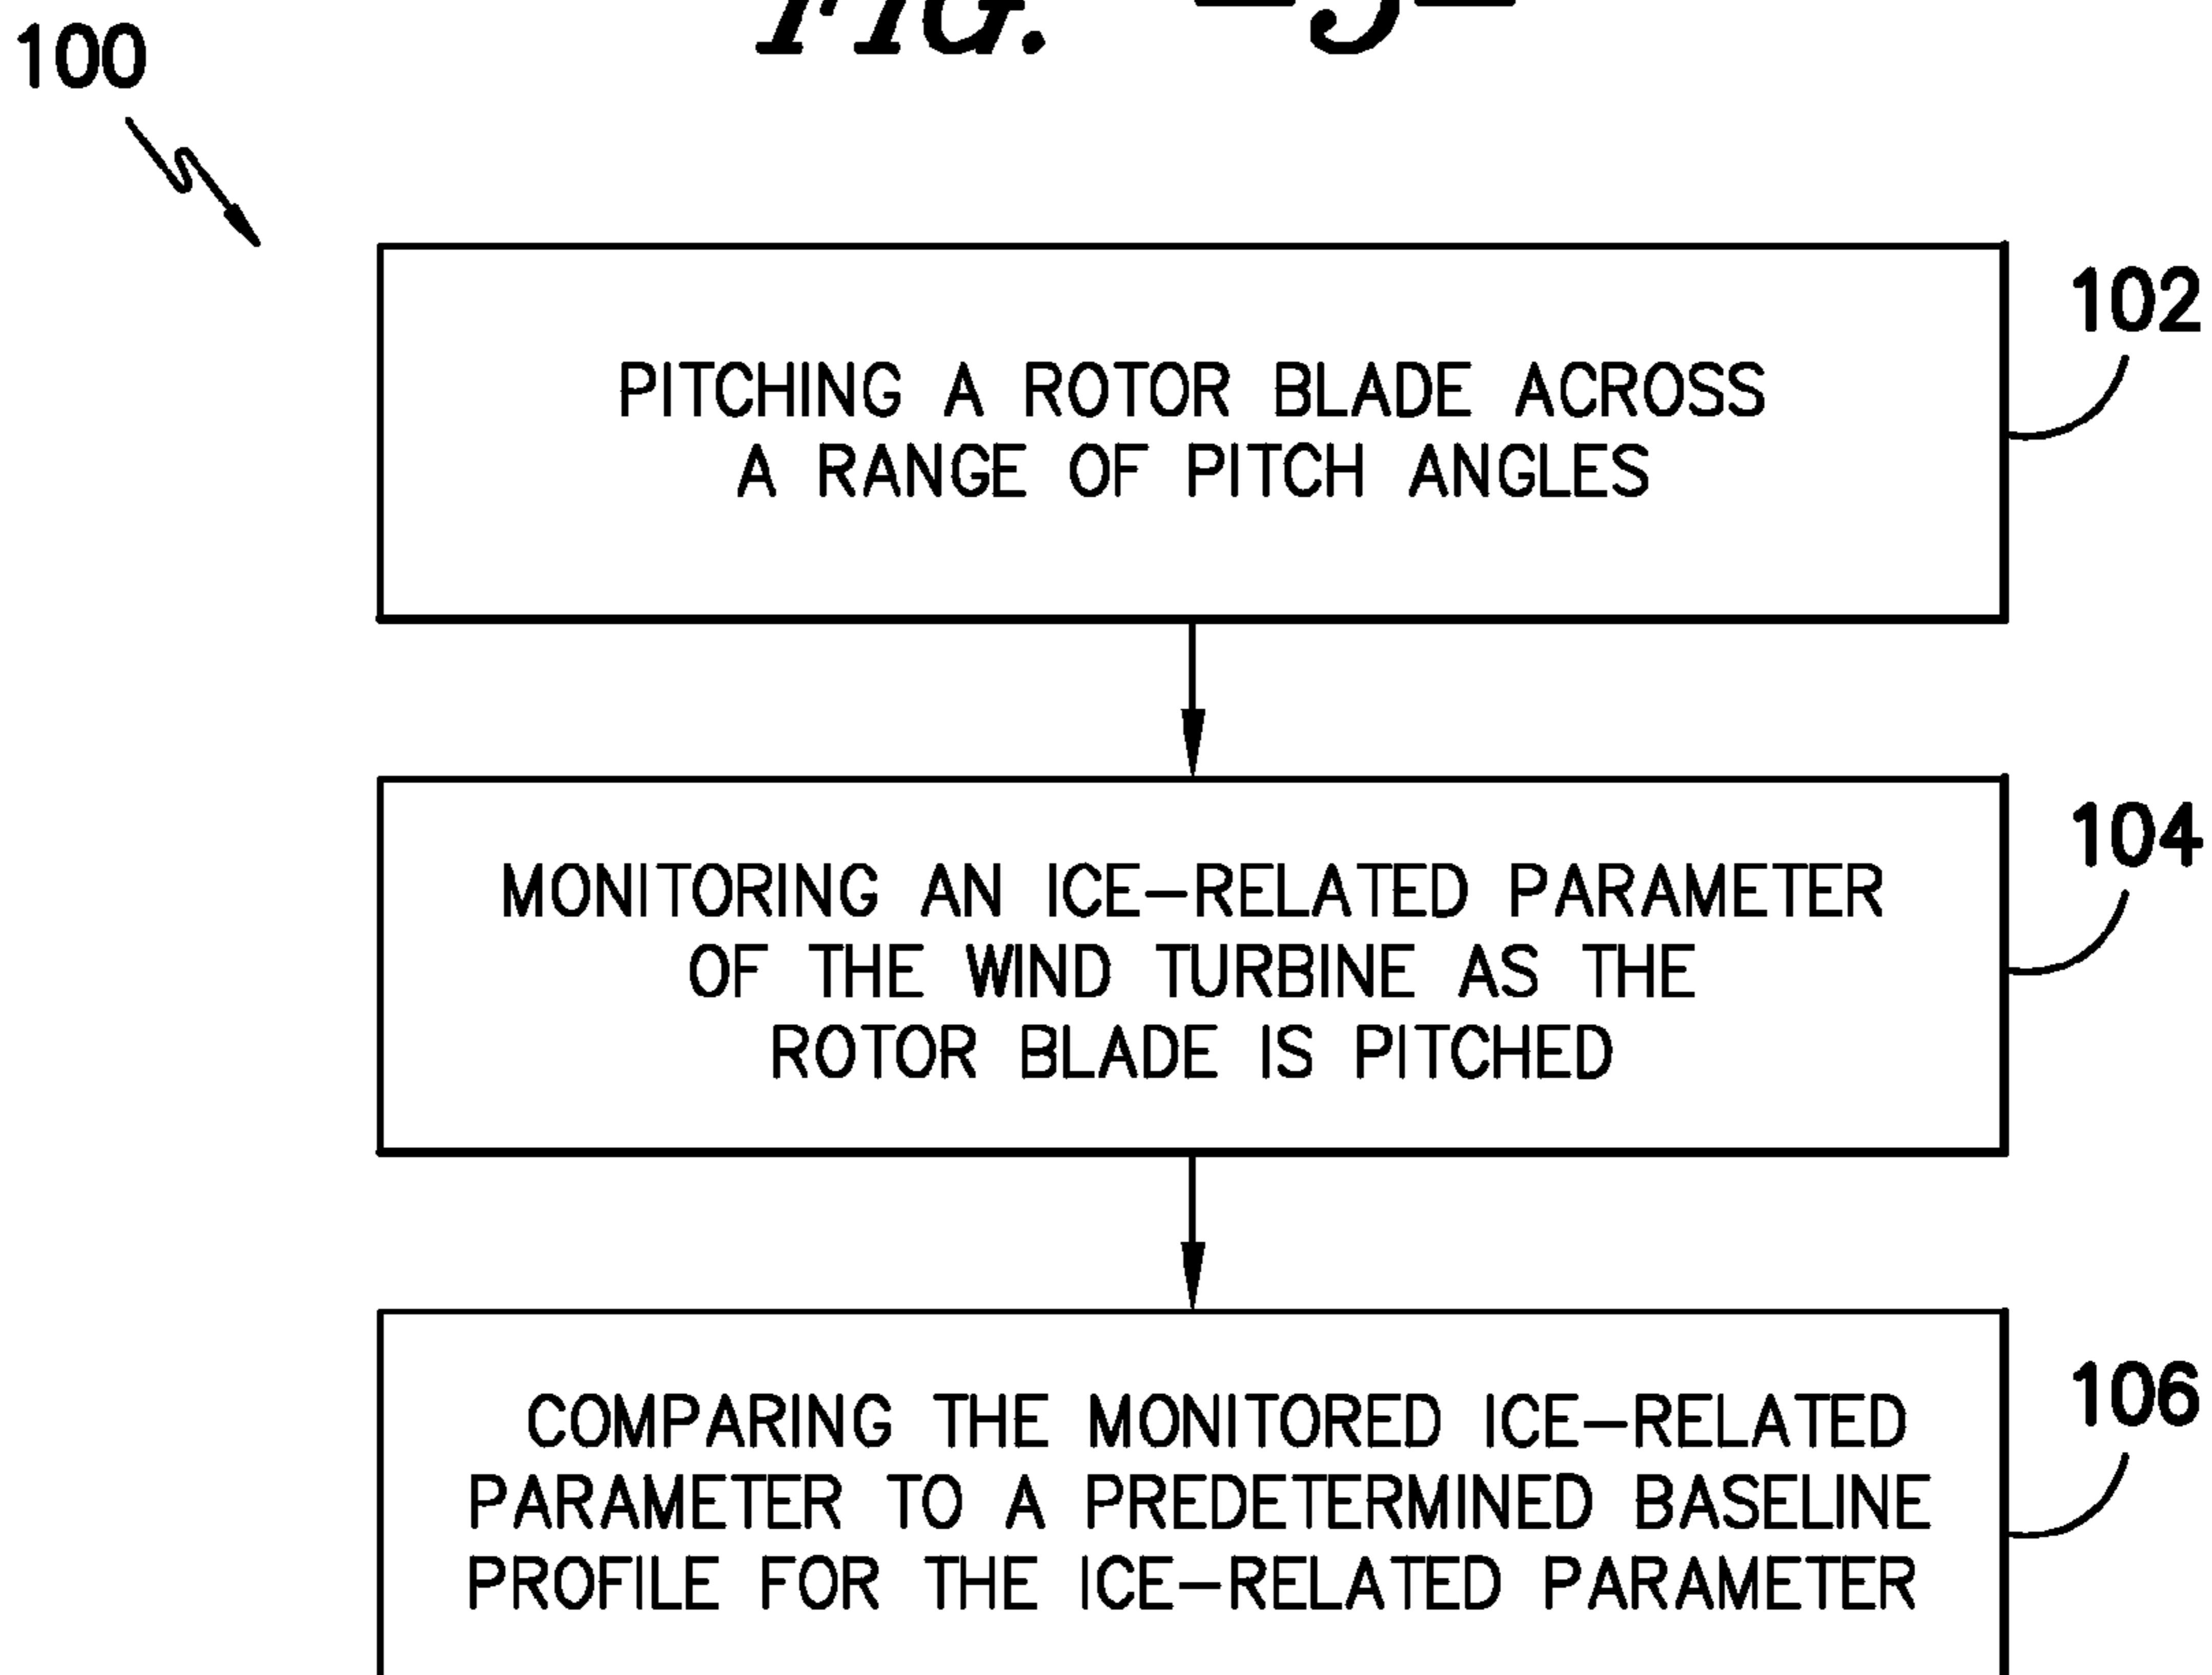 FIG. -5-
100
102
PITCHING A ROTOR BLADE ACROSS
A RANGE OF PITCH ANGLES
104
MONITORING AN ICE-RELATED PARAMETER
OF THE WIND TURBINE AS THE
ROTOR BLADE IS PITCHED
106
COMPARING THE MONITORED ICE-RELATED
PARAMETER TO A PREDETERMINED BASELINE
PROFILE FOR THE ICE-RELATED PARAMETER